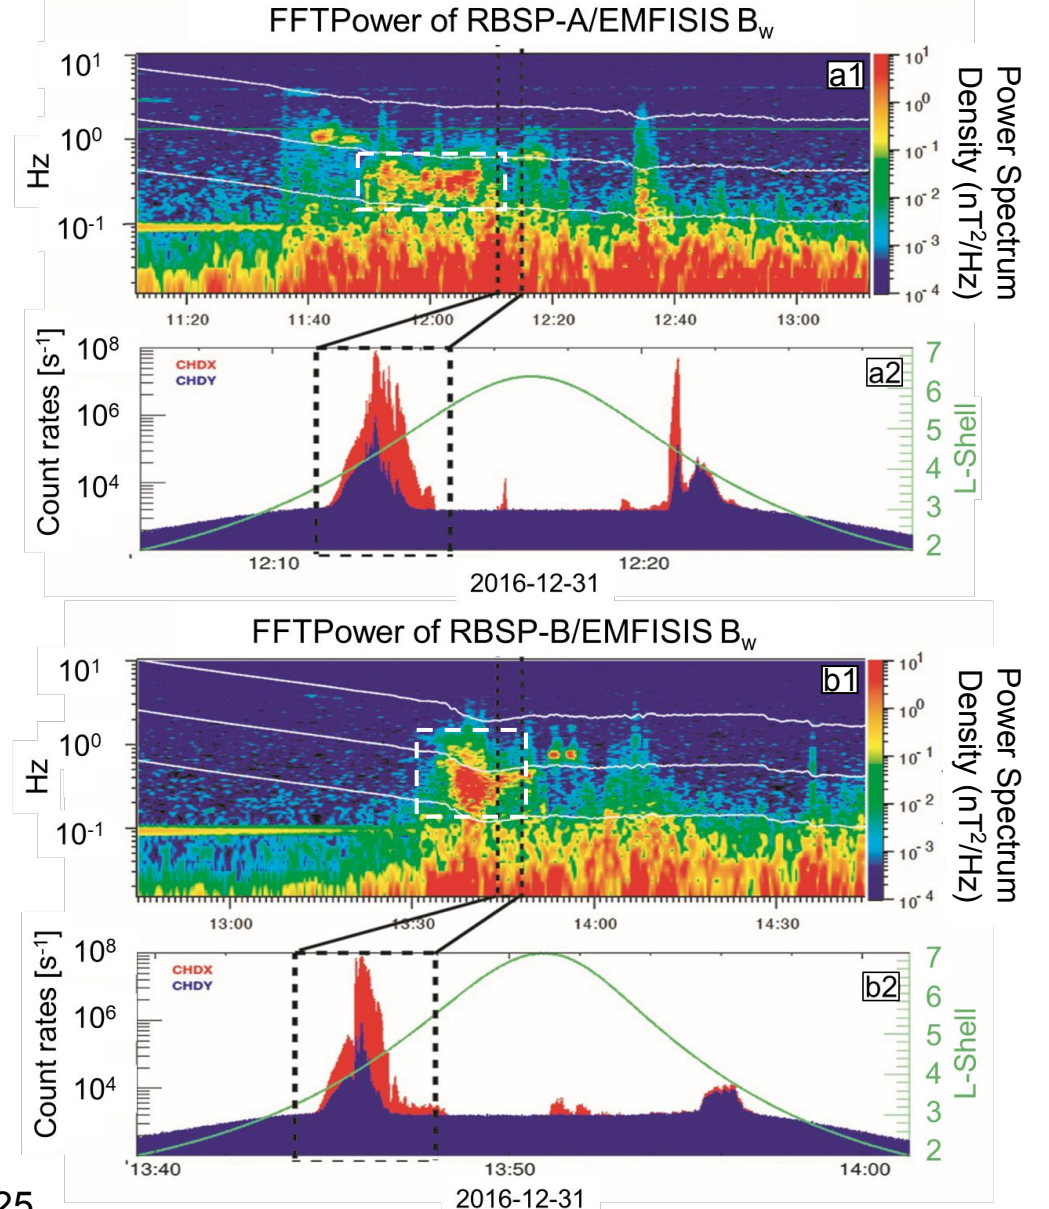 FFTPower of RBSP-A/EMFISIS Bw
10¹
10⁰
10⁻¹
Hz
a1
10¹
10⁰
10⁻¹
10⁻²
10⁻³
10⁻⁴
Power Spectrum
Density (nT²/Hz)
11:20 11:40 12:00 12:20 12:40 13:00
Count rates [s⁻¹]
10⁸
10⁶
10⁴
CHDX
CHDY
a2
7
6
5
4
3
2
L-Shell
12:10 12:20
2016-12-31
FFTPower of RBSP-B/EMFISIS Bw
10¹
10⁰
10⁻¹
Hz
b1
10¹
10⁰
10⁻¹
10⁻²
10⁻³
10⁻⁴
Power Spectrum
Density (nT²/Hz)
13:00 13:30 14:00 14:30
Count rates [s⁻¹]
10⁸
10⁶
10⁴
CHDX
CHDY
b2
7
6
5
4
3
2
L-Shell
13:40 13:50 14:00
2016-12-31
25